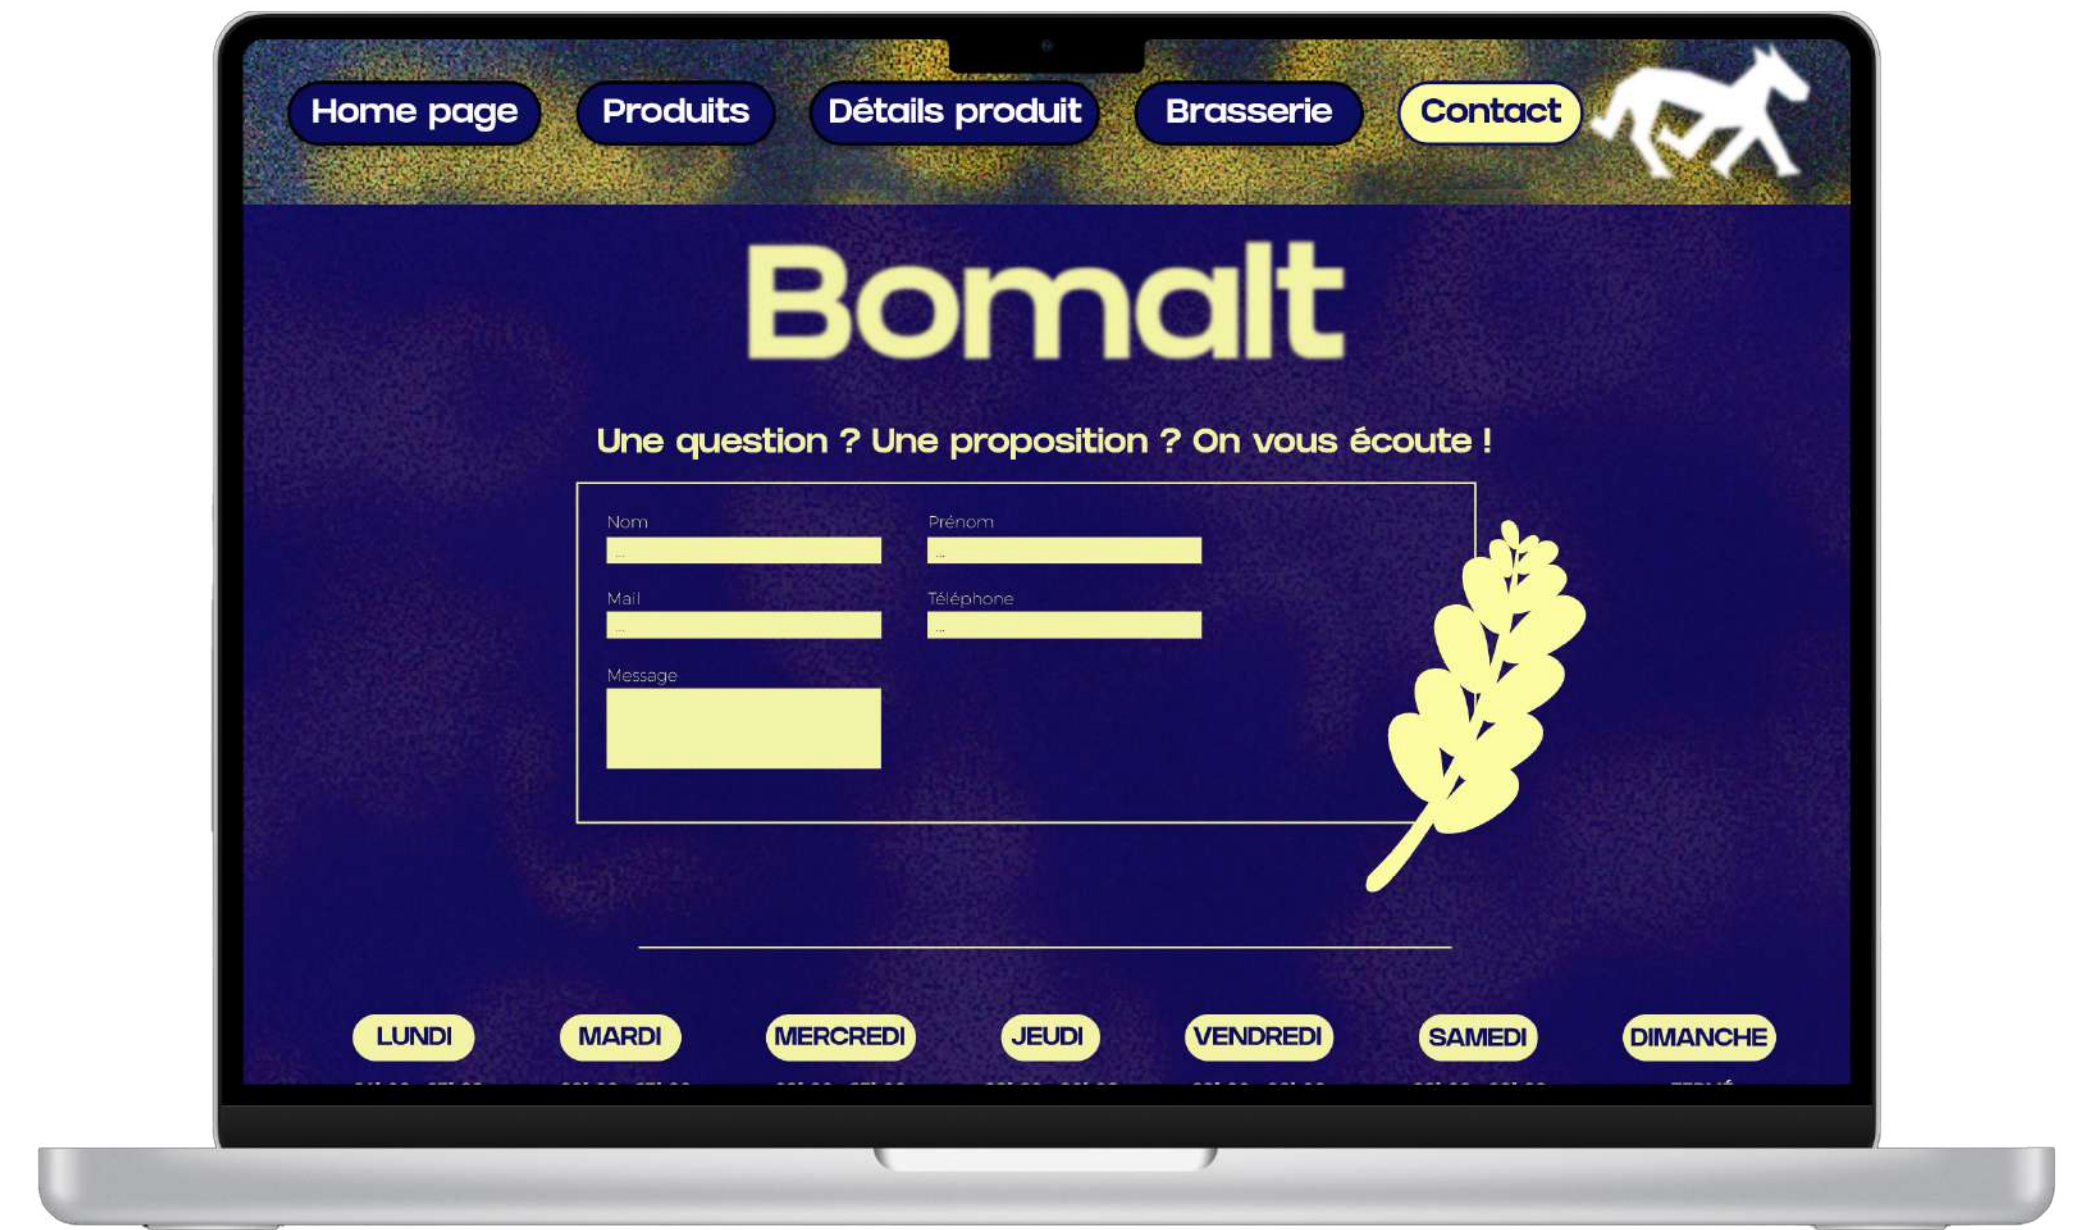 Home page
Produits
Détails produit
Brasserie
Contact
Bomalt
Une question ? Une proposition ? On vous écoute !
Nom
Prénom
...
...
Mail
Téléphone
...
...
Message
LUNDI
MARDI
MERCREDI
JEUDI
VENDREDI
SAMEDI
DIMANCHE